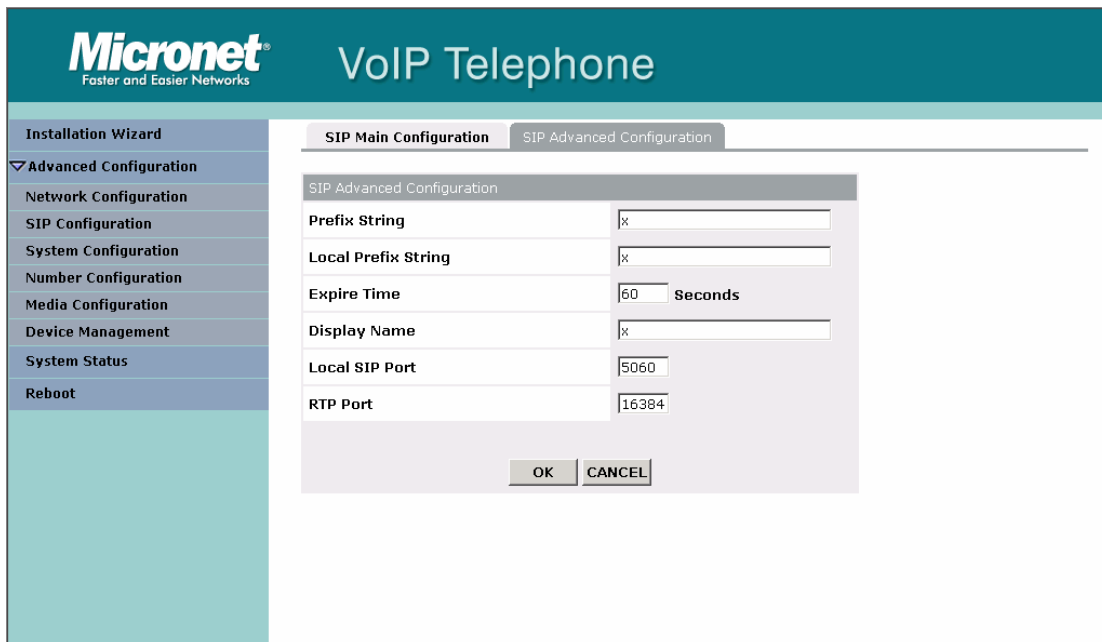 Micronet®
Faster and Easier Networks
VoIP Telephone
Installation Wizard
Advanced Configuration
Network Configuration
SIP Configuration
System Configuration
Number Configuration
Media Configuration
Device Management
System Status
Reboot
SIP Main Configuration
SIP Advanced Configuration
SIP Advanced Configuration
Prefix String x
Local Prefix String x
Expire Time 60 Seconds
Display Name x
Local SIP Port 5060
RTP Port 16384
OK CANCEL